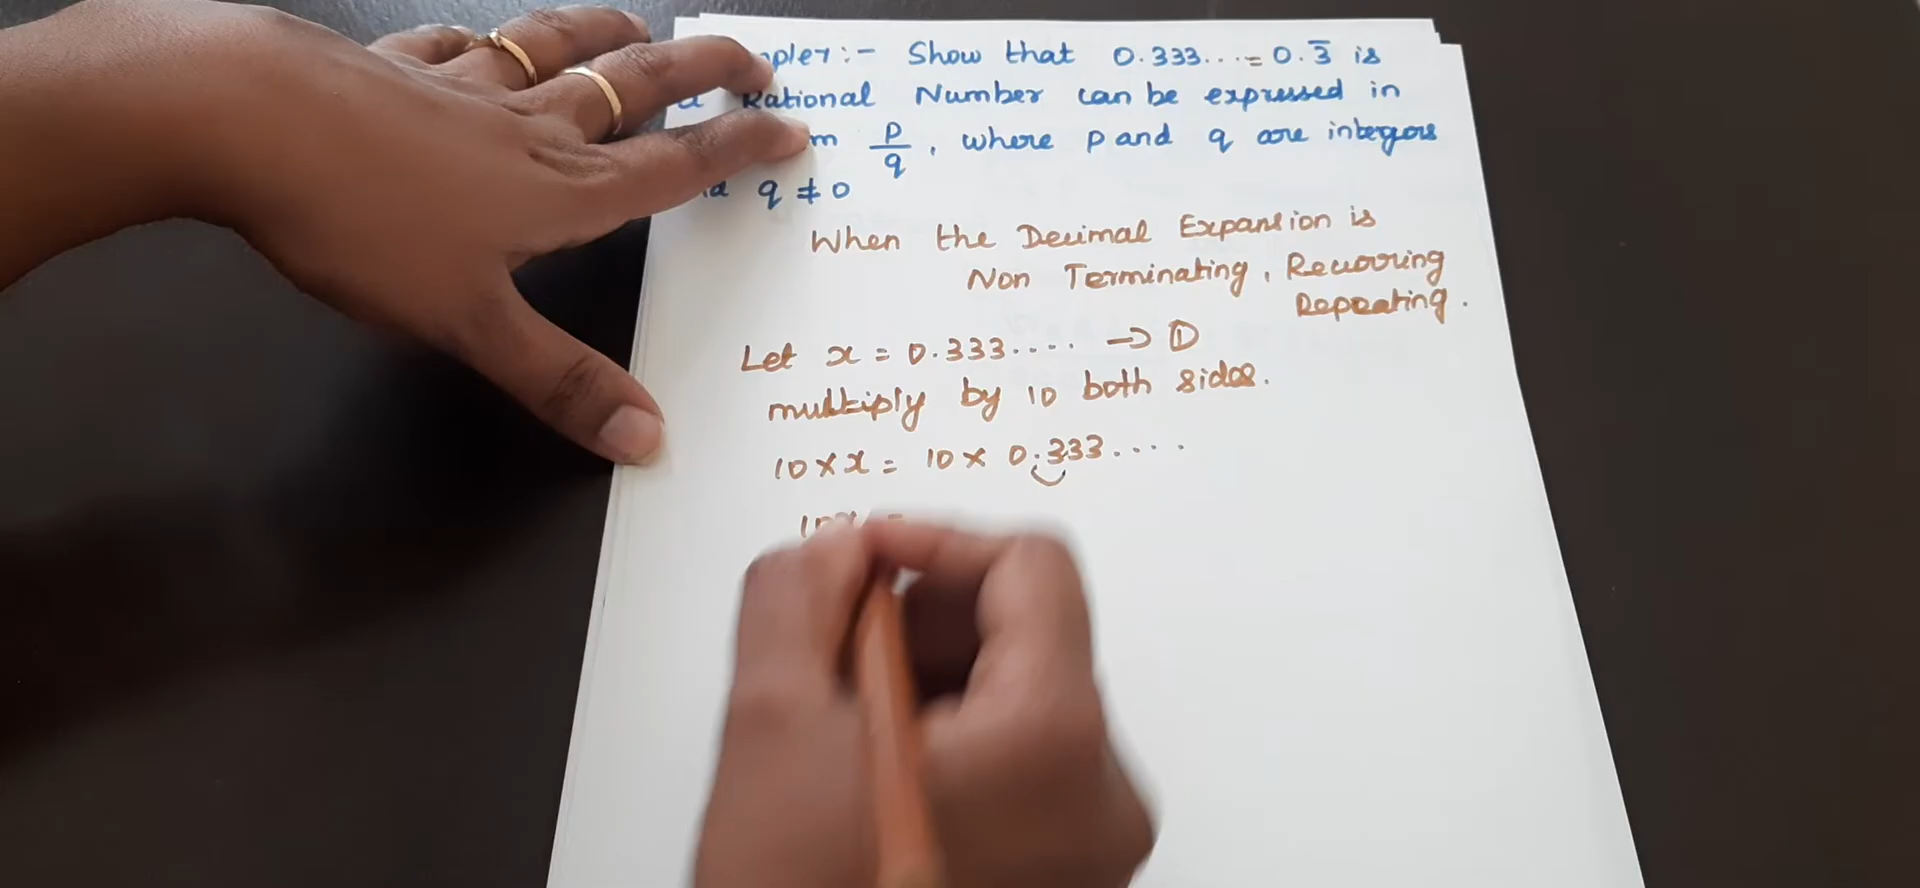 :- Show that 0.333...= 0.3̅ is
Rational Number can be expressed in
p/q, where p and q are integers
q ≠ 0
When the Decimal Expansion is
Non Terminating, Recurring
Repeating.
Let x = 0.333.... → ①
multiply by 10 both sides.
10 × x = 10 × 0.333....
10x =